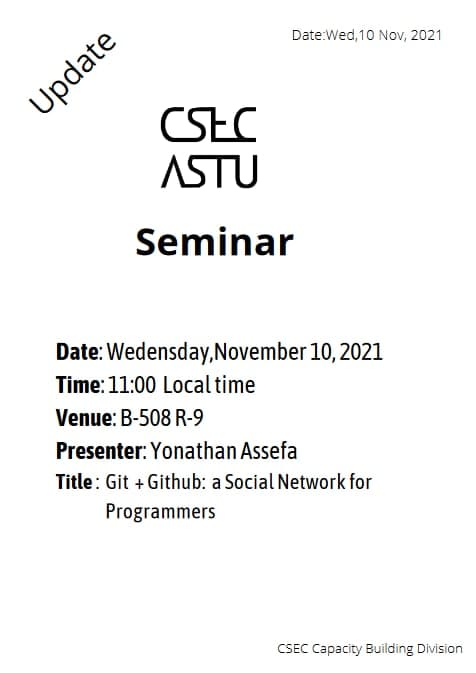 Update
Date:Wed,10 Nov, 2021
CSEC
ASTU
Seminar
Date: Wedensday,November 10, 2021
Time: 11:00 Local time
Venue: B-508 R-9
Presenter: Yonathan Assefa
Title : Git + Github: a Social Network for
Programmers
CSEC Capacity Building Division